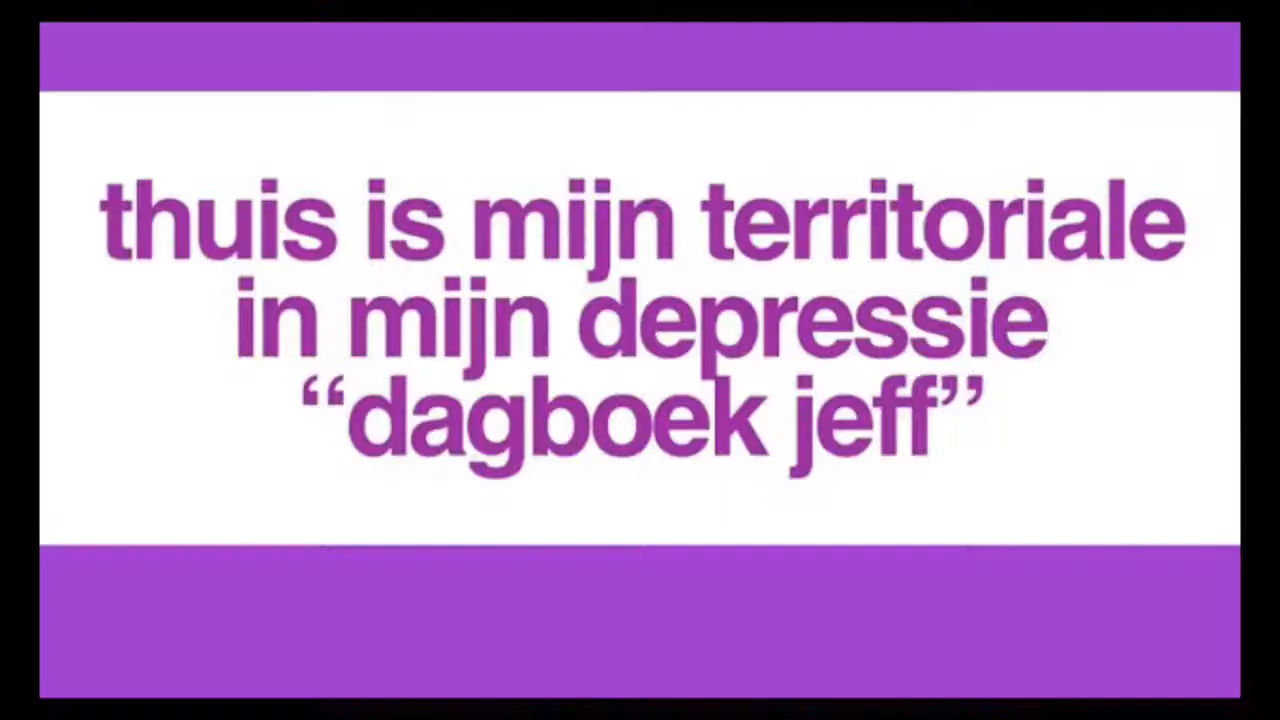 thuis is mijn territoriale
in mijn depressie
“dagboek jeff”